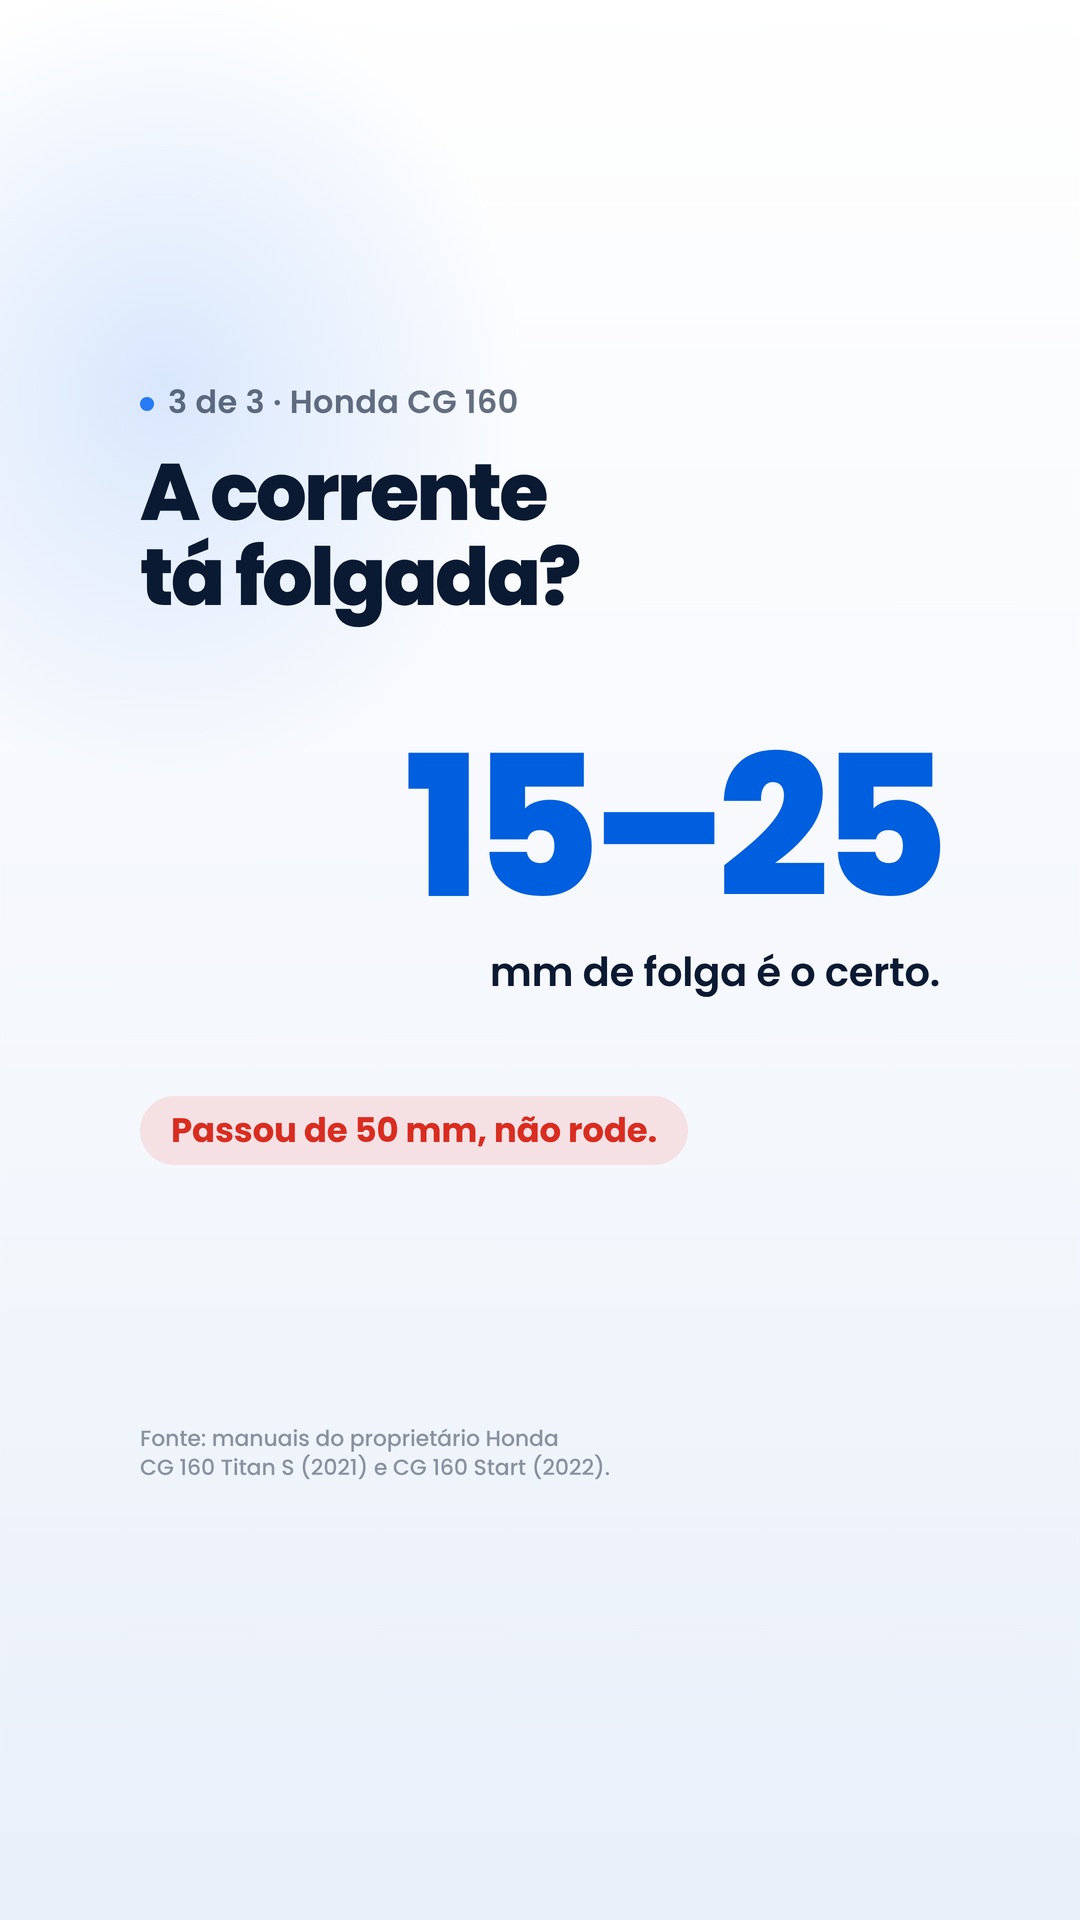 3 de 3 · Honda CG 160
A corrente
tá folgada?
15–25
mm de folga é o certo.
Passou de 50 mm, não rode.
Fonte: manuais do proprietário Honda
CG 160 Titan S (2021) e CG 160 Start (2022).